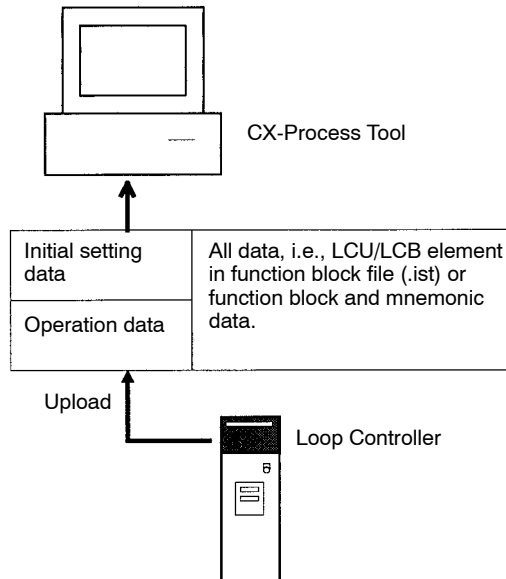 CX-Process Tool
Initial setting
data
All data, i.e., LCU/LCB element
in function block file (.ist) or
function block and mnemonic
data.
Operation data
Upload
Loop Controller